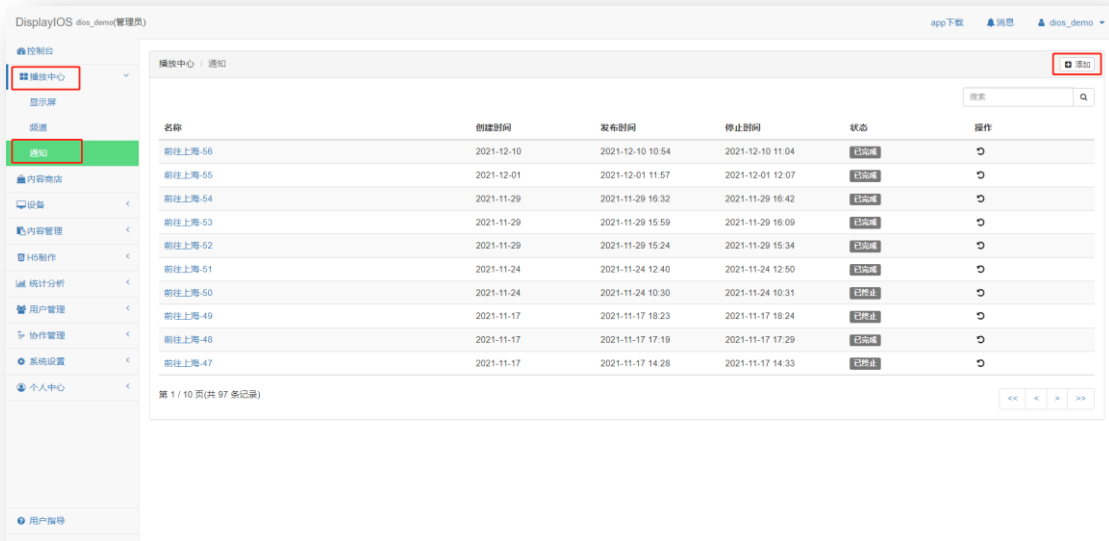 DisplayIOS dios_demo(管理员)
app下载 消息 dios_demo
控制台
播放中心
显示屏
频道
通知
内容商店
设备
内容管理
H5制作
统计分析
用户管理
协作管理
系统设置
个人中心
用户指导
播放中心 / 通知
添加
搜索
名称 创建时间 发布时间 停止时间 状态 操作
前往上海-56 2021-12-10 2021-12-10 10:54 2021-12-10 11:04 已完成
前往上海-55 2021-12-01 2021-12-01 11:57 2021-12-01 12:07 已完成
前往上海-54 2021-11-29 2021-11-29 16:32 2021-11-29 16:42 已完成
前往上海-53 2021-11-29 2021-11-29 15:59 2021-11-29 16:09 已完成
前往上海-52 2021-11-29 2021-11-29 15:24 2021-11-29 15:34 已完成
前往上海-51 2021-11-24 2021-11-24 12:40 2021-11-24 12:50 已完成
前往上海-50 2021-11-24 2021-11-24 10:30 2021-11-24 10:31 已终止
前往上海-49 2021-11-17 2021-11-17 18:23 2021-11-17 18:24 已终止
前往上海-48 2021-11-17 2021-11-17 17:19 2021-11-17 17:29 已完成
前往上海-47 2021-11-17 2021-11-17 14:28 2021-11-17 14:33 已终止
第 1 / 10 页(共 97 条记录)
<< < > >>